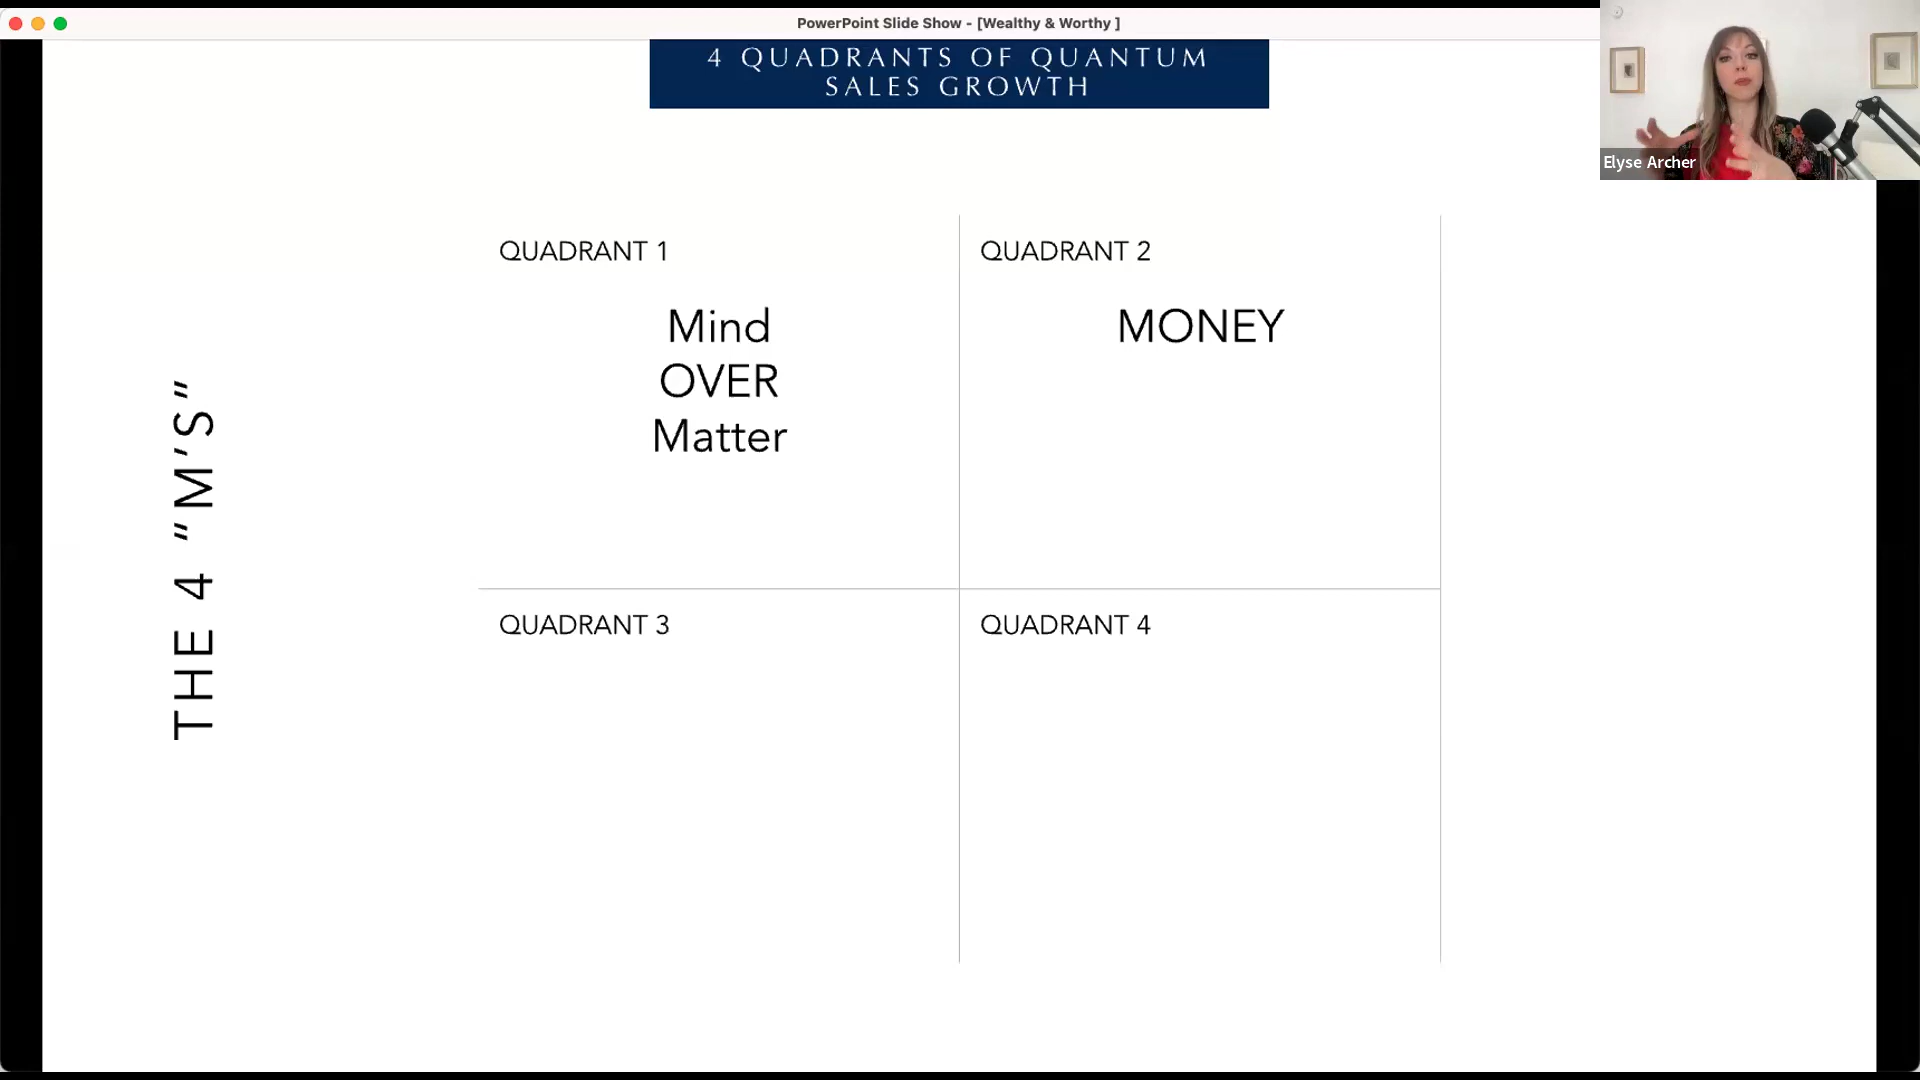 PowerPoint Slide Show - [Wealthy & Worthy ]
4 QUADRANTS OF QUANTUM
SALES GROWTH
Elyse Archer
THE 4 "M'S"
QUADRANT 1
Mind
OVER
Matter
QUADRANT 2
MONEY
QUADRANT 3
QUADRANT 4